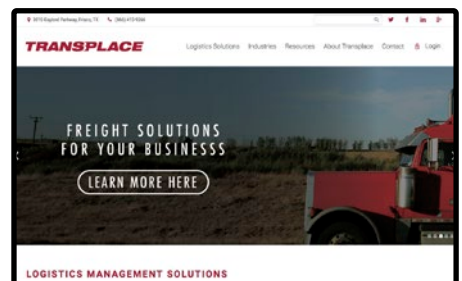 TRANSPLACE
Logistics Solutions Industries Resources About Transplace Contact Login
FREIGHT SOLUTIONS
FOR YOUR BUSINESSS
LEARN MORE HERE
LOGISTICS MANAGEMENT SOLUTIONS